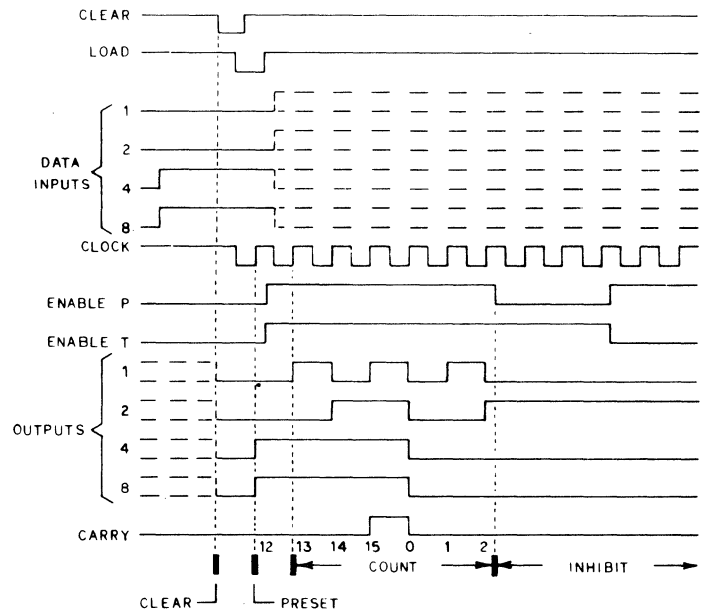 CLEAR
LOAD
1
2
DATA
INPUTS
4
8
CLOCK
ENABLE P
ENABLE T
1
2
OUTPUTS
4
8
CARRY
12 13 14 15 0 1 2
COUNT INHIBIT
CLEAR PRESET